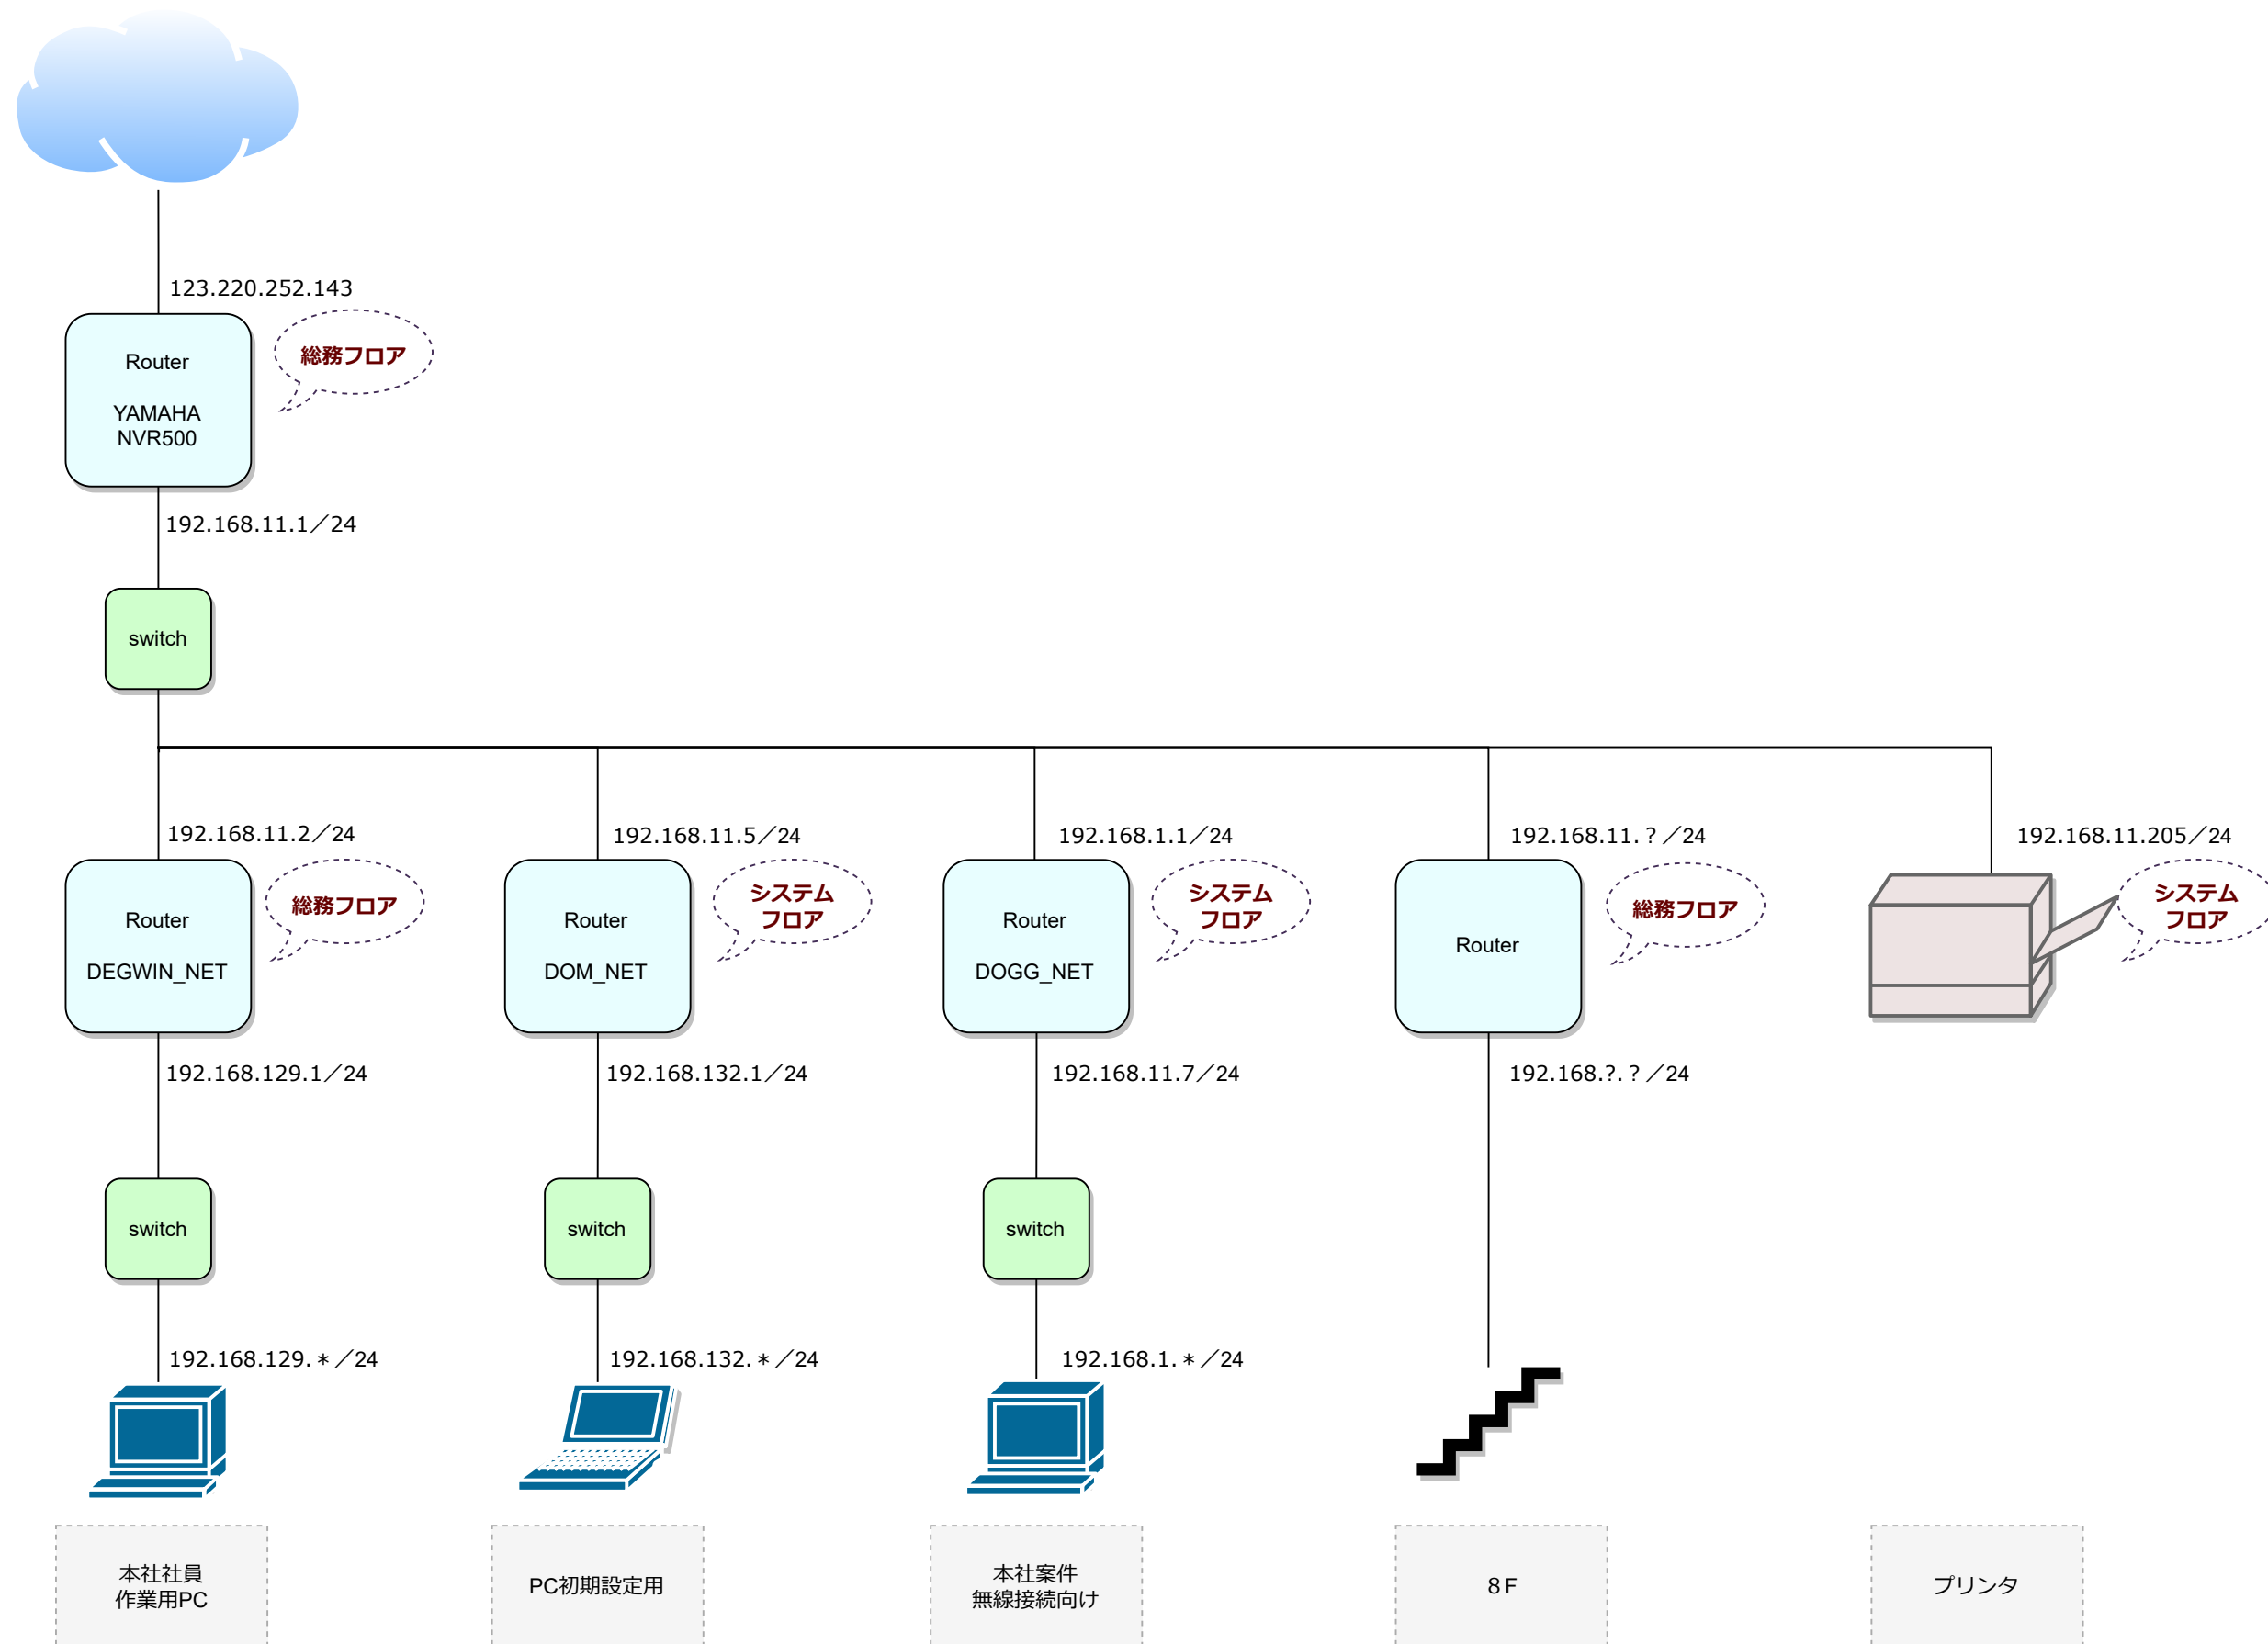 123.220.252.143
Router
YAMAHA
NVR500
総務フロア
192.168.11.1／24
switch
192.168.11.2／24
192.168.11.5／24
192.168.1.1／24
192.168.11.？／24
192.168.11.205／24
Router
DEGWIN_NET
総務フロア
Router
DOM_NET
システム
フロア
Router
DOGG_NET
システム
フロア
Router
総務フロア
システム
フロア
192.168.129.1／24
192.168.132.1／24
192.168.11.7／24
192.168.?.？／24
switch
switch
switch
192.168.129.＊／24
192.168.132.＊／24
192.168.1.＊／24
本社社員
作業用PC
PC初期設定用
本社案件
無線接続向け
８F
プリンタ